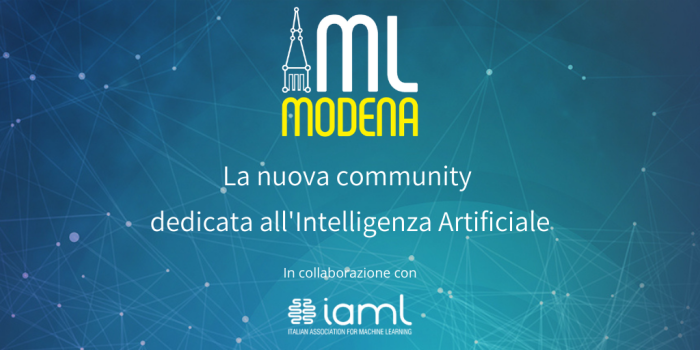 ML
MODENA
La nuova community
dedicata all'Intelligenza Artificiale
In collaborazione con
iaml
ITALIAN ASSOCIATION FOR MACHINE LEARNING